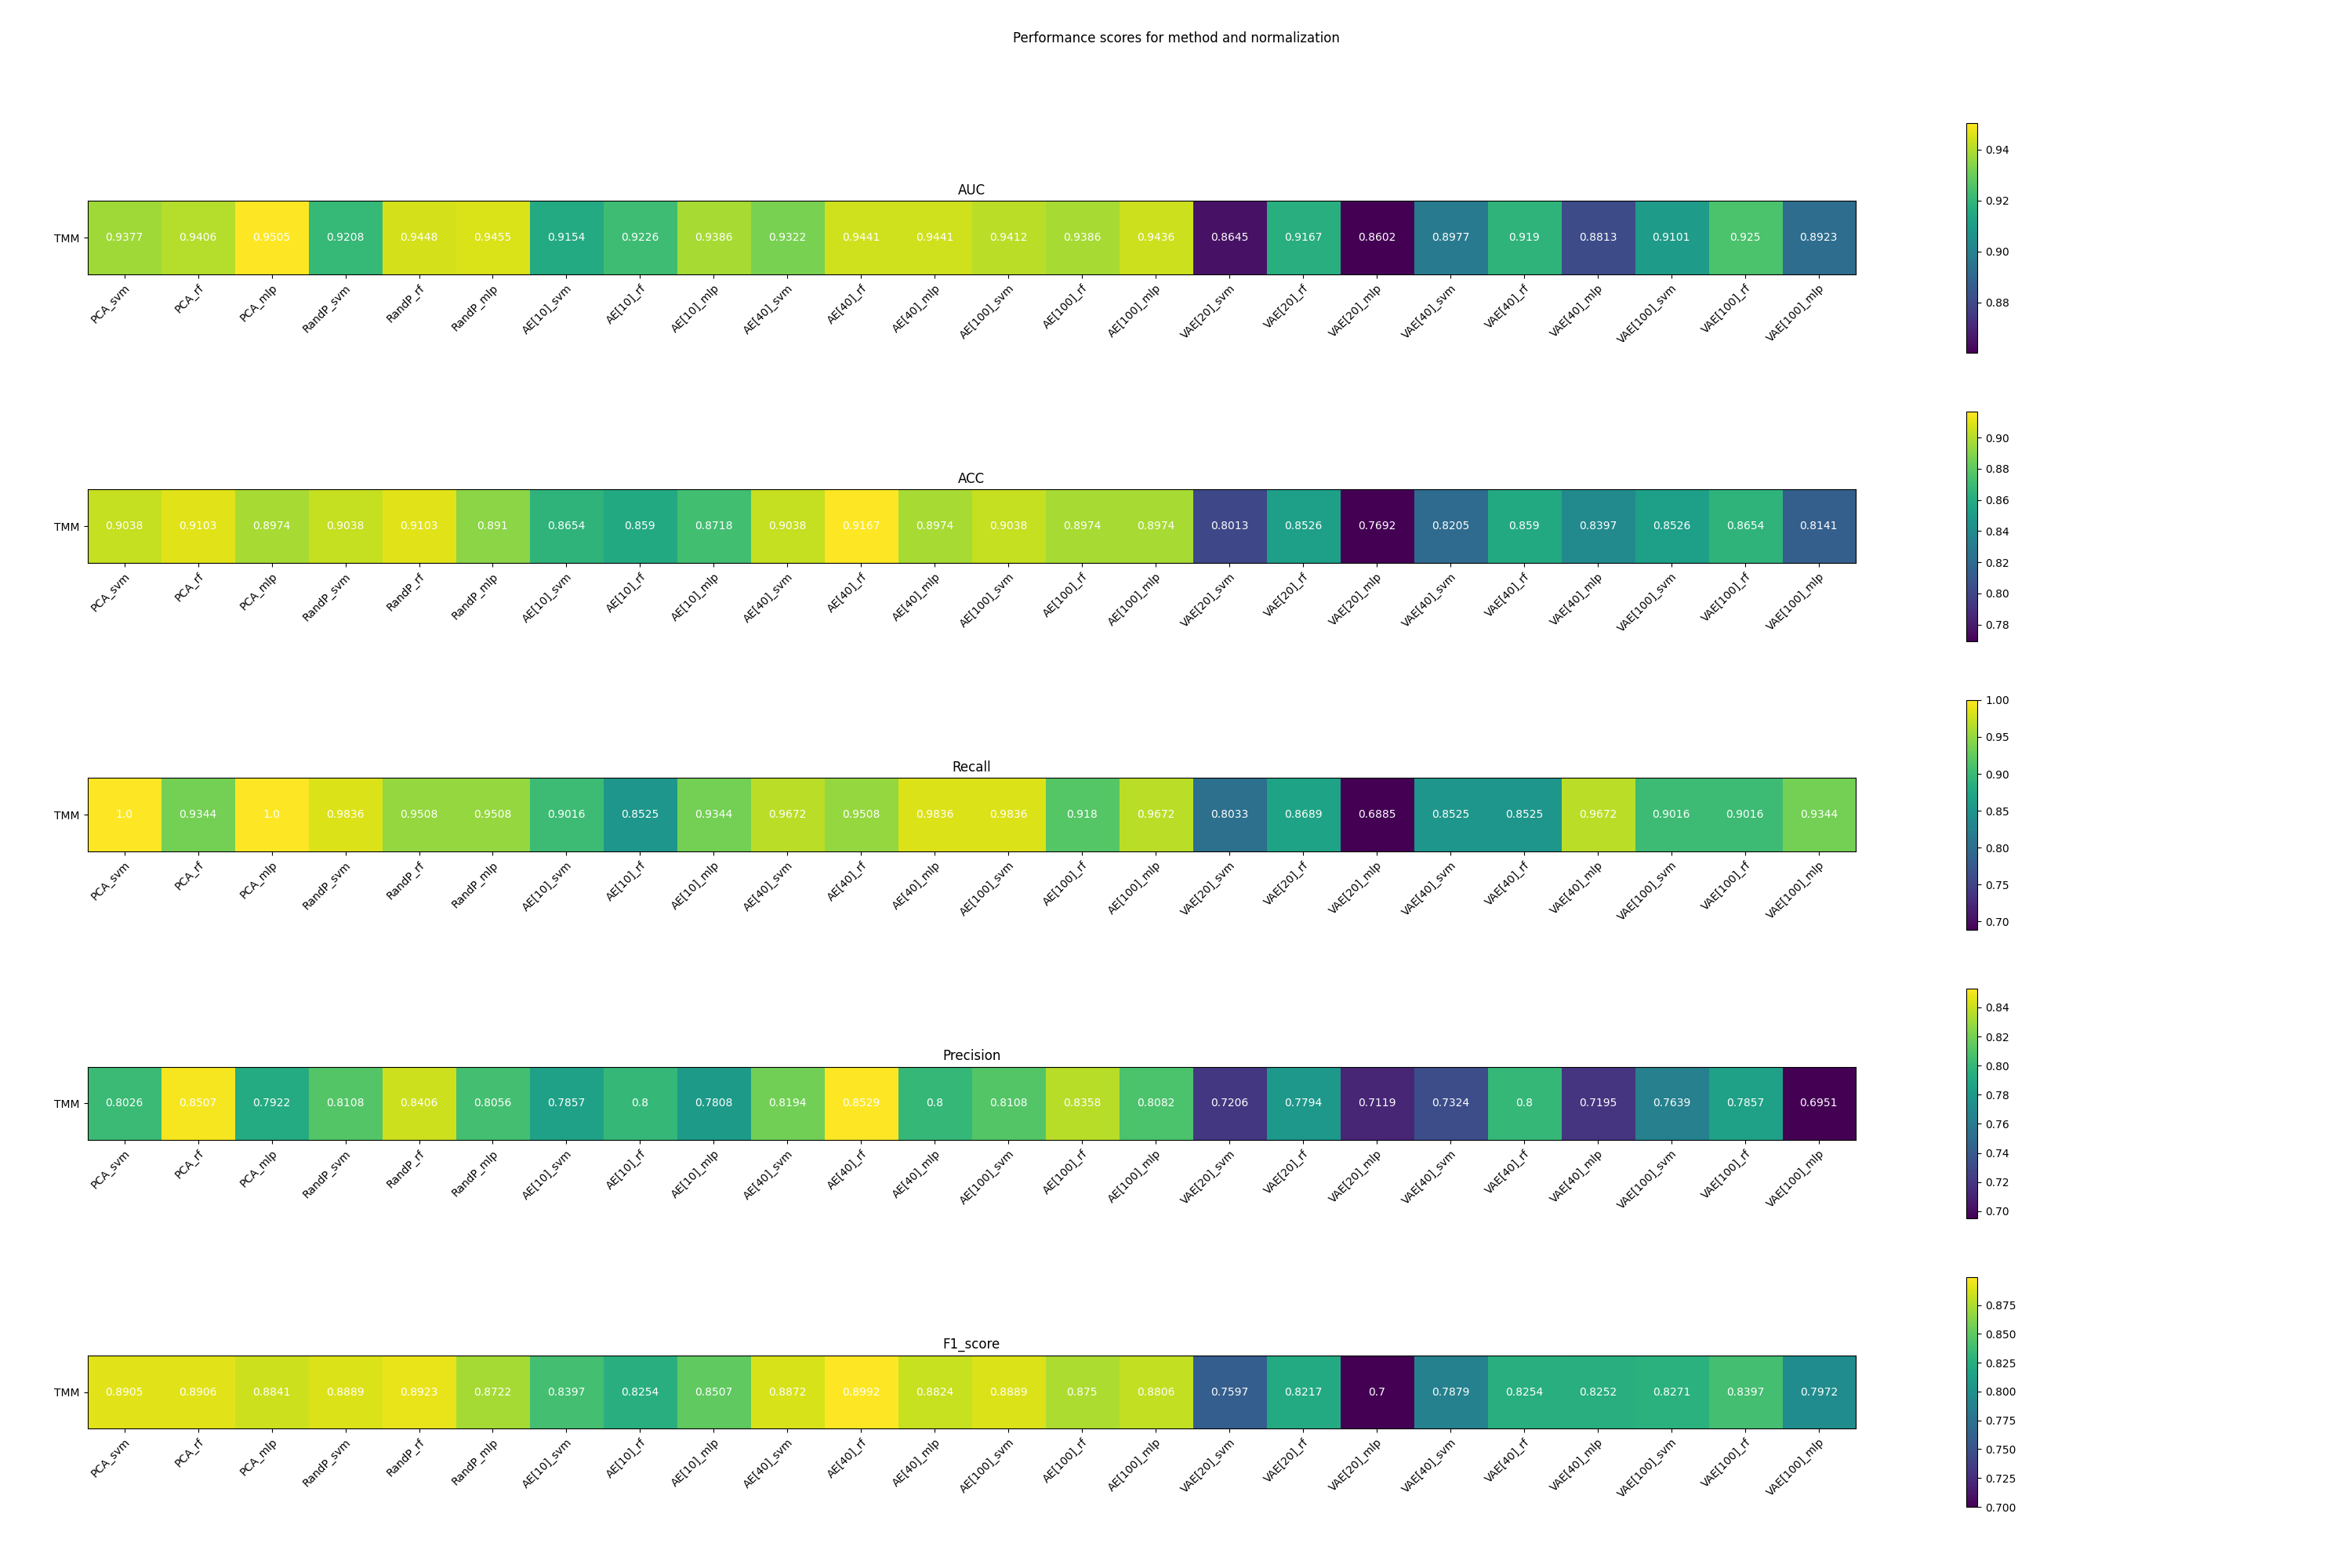 Performance scores for method and normalization
AUC
TMM 0.9377 0.9406 0.9505 0.9208 0.9448 0.9455 0.9154 0.9226 0.9386 0.9322 0.9441 0.9441 0.9412 0.9386 0.9436 0.8645 0.9167 0.8602 0.8977 0.919 0.8813 0.9101 0.925 0.8923
PCA_svm PCA_rf PCA_mlp RandP_svm RandP_rf RandP_mlp AE[10]_svm AE[10]_rf AE[10]_mlp AE[40]_svm AE[40]_rf AE[40]_mlp AE[100]_svm AE[100]_rf AE[100]_mlp VAE[20]_svm VAE[20]_rf VAE[20]_mlp VAE[40]_svm VAE[40]_rf VAE[40]_mlp VAE[100]_svm VAE[100]_rf VAE[100]_mlp
0.94
0.92
0.90
0.88
ACC
TMM 0.9038 0.9103 0.8974 0.9038 0.9103 0.891 0.8654 0.859 0.8718 0.9038 0.9167 0.8974 0.9038 0.8974 0.8974 0.8013 0.8526 0.7692 0.8205 0.859 0.8397 0.8526 0.8654 0.8141
PCA_svm PCA_rf PCA_mlp RandP_svm RandP_rf RandP_mlp AE[10]_svm AE[10]_rf AE[10]_mlp AE[40]_svm AE[40]_rf AE[40]_mlp AE[100]_svm AE[100]_rf AE[100]_mlp VAE[20]_svm VAE[20]_rf VAE[20]_mlp VAE[40]_svm VAE[40]_rf VAE[40]_mlp VAE[100]_svm VAE[100]_rf VAE[100]_mlp
0.90
0.88
0.86
0.84
0.82
0.80
0.78
Recall
TMM 1.0 0.9344 1.0 0.9836 0.9508 0.9508 0.9016 0.8525 0.9344 0.9672 0.9508 0.9836 0.9836 0.918 0.9672 0.8033 0.8689 0.6885 0.8525 0.8525 0.9672 0.9016 0.9016 0.9344
PCA_svm PCA_rf PCA_mlp RandP_svm RandP_rf RandP_mlp AE[10]_svm AE[10]_rf AE[10]_mlp AE[40]_svm AE[40]_rf AE[40]_mlp AE[100]_svm AE[100]_rf AE[100]_mlp VAE[20]_svm VAE[20]_rf VAE[20]_mlp VAE[40]_svm VAE[40]_rf VAE[40]_mlp VAE[100]_svm VAE[100]_rf VAE[100]_mlp
1.00
0.95
0.90
0.85
0.80
0.75
0.70
Precision
TMM 0.8026 0.8507 0.7922 0.8108 0.8406 0.8056 0.7857 0.8 0.7808 0.8194 0.8529 0.8 0.8108 0.8358 0.8082 0.7206 0.7794 0.7119 0.7324 0.8 0.7195 0.7639 0.7857 0.6951
PCA_svm PCA_rf PCA_mlp RandP_svm RandP_rf RandP_mlp AE[10]_svm AE[10]_rf AE[10]_mlp AE[40]_svm AE[40]_rf AE[40]_mlp AE[100]_svm AE[100]_rf AE[100]_mlp VAE[20]_svm VAE[20]_rf VAE[20]_mlp VAE[40]_svm VAE[40]_rf VAE[40]_mlp VAE[100]_svm VAE[100]_rf VAE[100]_mlp
0.84
0.82
0.80
0.78
0.76
0.74
0.72
0.70
F1_score
TMM 0.8905 0.8906 0.8841 0.8889 0.8923 0.8722 0.8397 0.8254 0.8507 0.8872 0.8992 0.8824 0.8889 0.875 0.8806 0.7597 0.8217 0.7 0.7879 0.8254 0.8252 0.8271 0.8397 0.7972
PCA_svm PCA_rf PCA_mlp RandP_svm RandP_rf RandP_mlp AE[10]_svm AE[10]_rf AE[10]_mlp AE[40]_svm AE[40]_rf AE[40]_mlp AE[100]_svm AE[100]_rf AE[100]_mlp VAE[20]_svm VAE[20]_rf VAE[20]_mlp VAE[40]_svm VAE[40]_rf VAE[40]_mlp VAE[100]_svm VAE[100]_rf VAE[100]_mlp
0.875
0.850
0.825
0.800
0.775
0.750
0.725
0.700